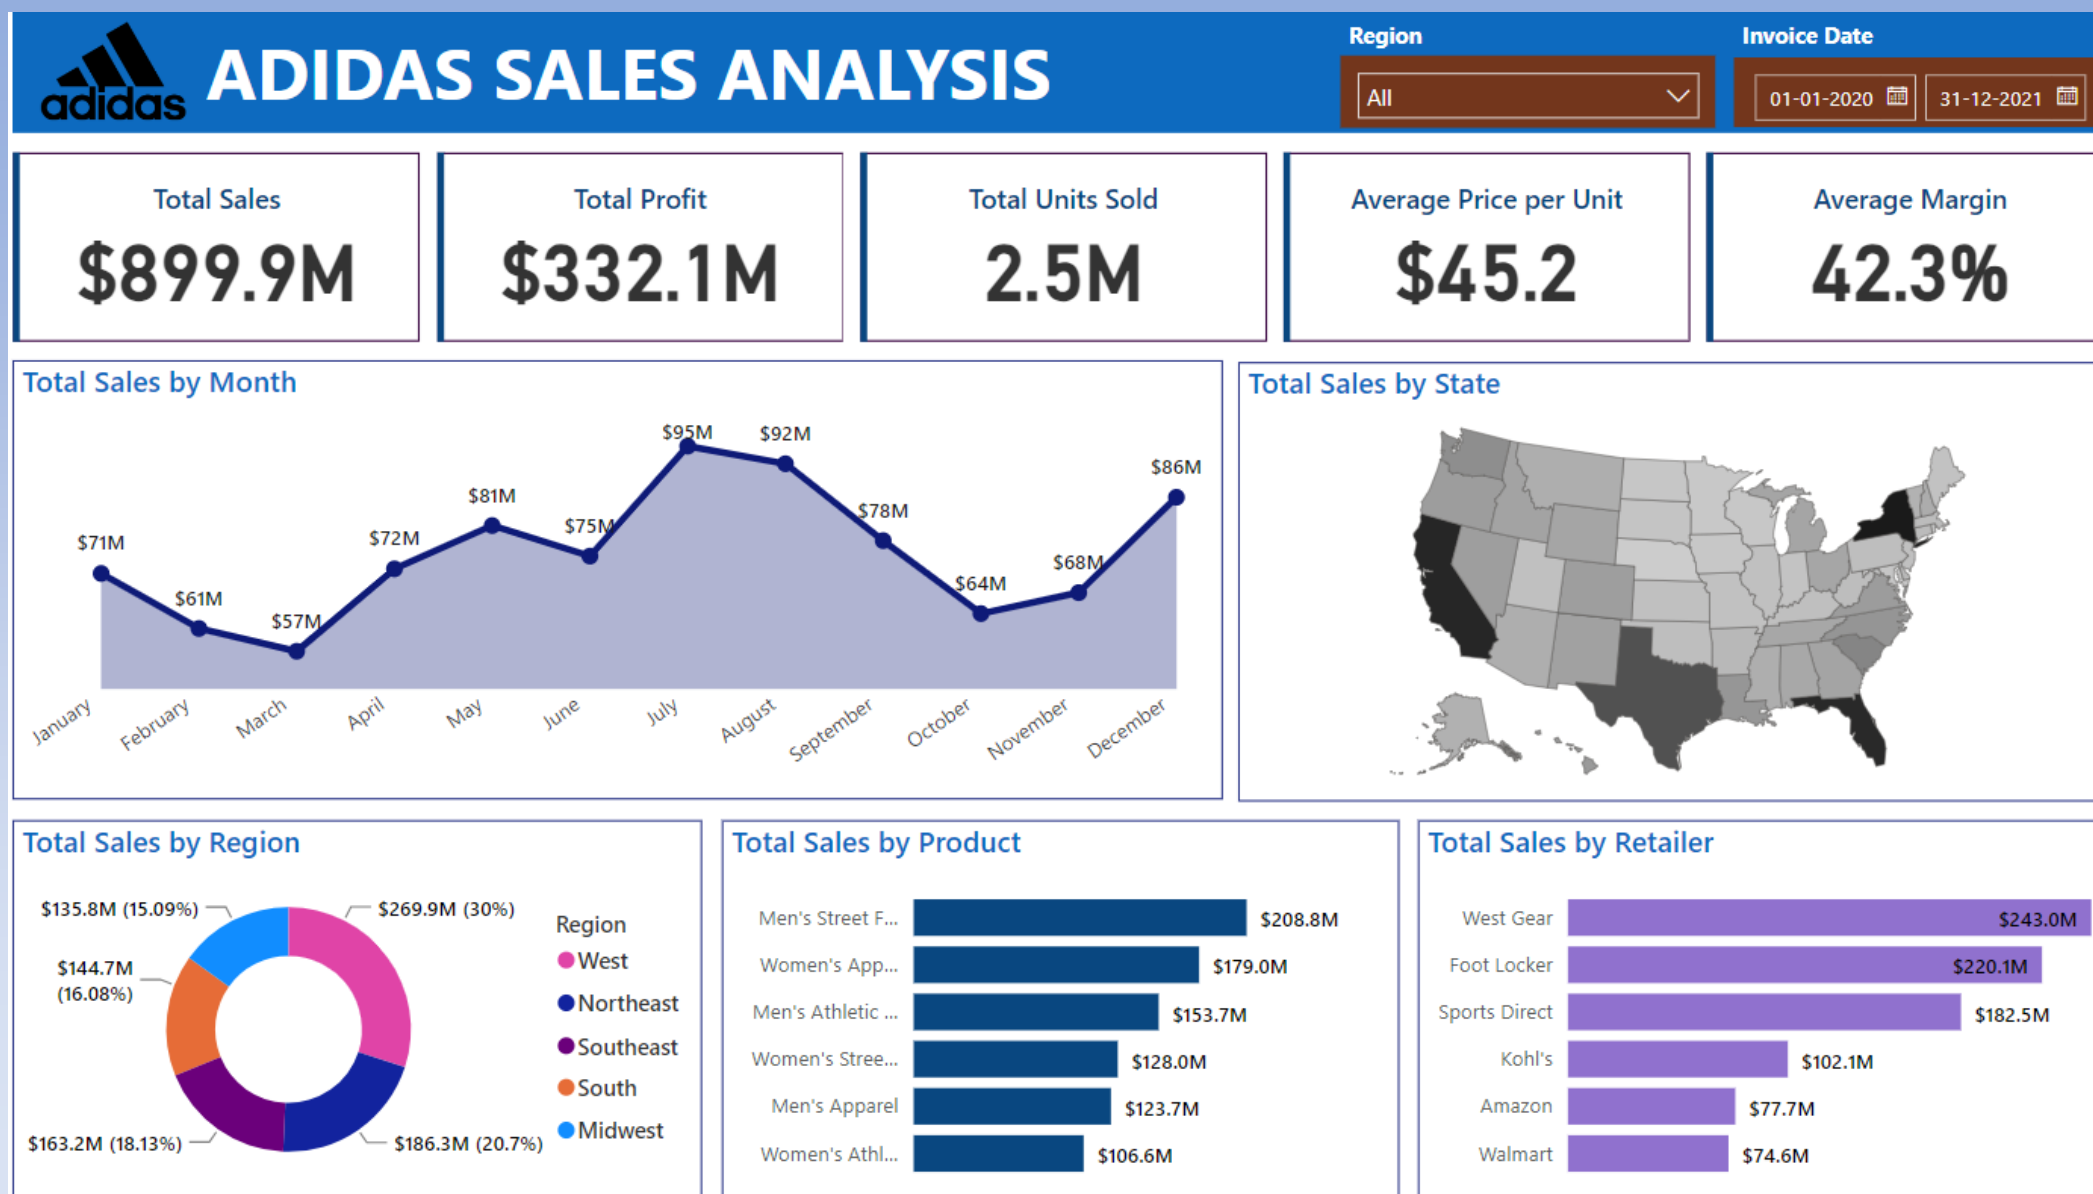 adidas
ADIDAS SALES ANALYSIS
Region
All
Invoice Date
01-01-2020
31-12-2021
Total Sales
$899.9M
Total Profit
$332.1M
Total Units Sold
2.5M
Average Price per Unit
$45.2
Average Margin
42.3%
Total Sales by Month
$71M
$61M
$57M
$72M
$81M
$75M
$95M
$92M
$78M
$64M
$68M
$86M
January
February
March
April
May
June
July
August
September
October
November
December
Total Sales by State
Total Sales by Region
$135.8M (15.09%)
$269.9M (30%)
$144.7M
(16.08%)
$163.2M (18.13%)
$186.3M (20.7%)
Region
West
Northeast
Southeast
South
Midwest
Total Sales by Product
Men's Street F... $208.8M
Women's App... $179.0M
Men's Athletic ... $153.7M
Women's Stree... $128.0M
Men's Apparel $123.7M
Women's Athl... $106.6M
Total Sales by Retailer
West Gear $243.0M
Foot Locker $220.1M
Sports Direct $182.5M
Kohl's $102.1M
Amazon $77.7M
Walmart $74.6M